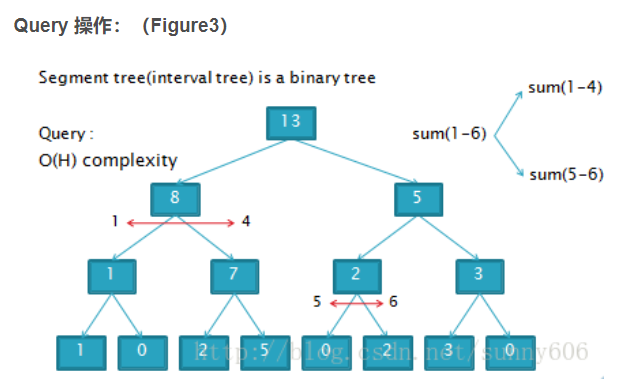 Query 操作：（Figure3）
Segment tree(interval tree) is a binary tree
sum(1-4)
13
Query :
sum(1-6)
O(H) complexity
sum(5-6)
8
5
1
4
1
7
2
3
5
6
1
0
2
5
0
2
3
0
http://blog.csdn.net/sunny606